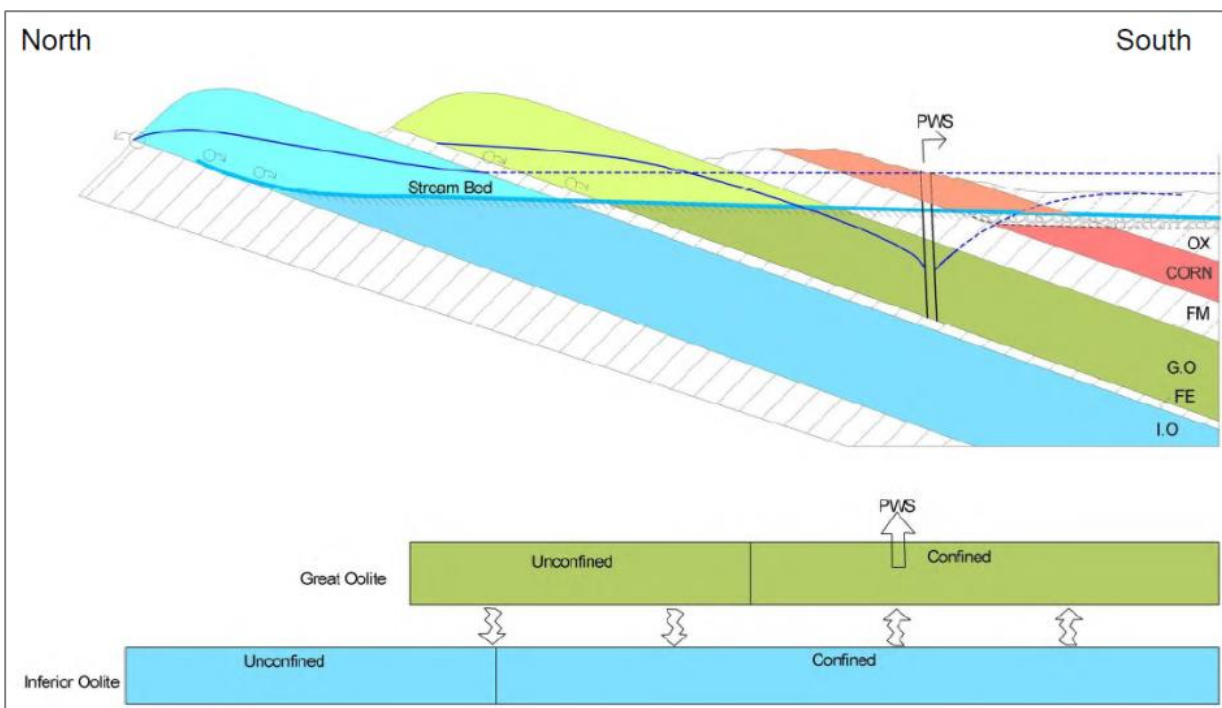 North
South
PWS
Stream Bed
OX
CORN
FM
G.O
FE
I.O
PWS
Unconfined
Confined
Great Oolite
Unconfined
Confined
Inferior Oolite